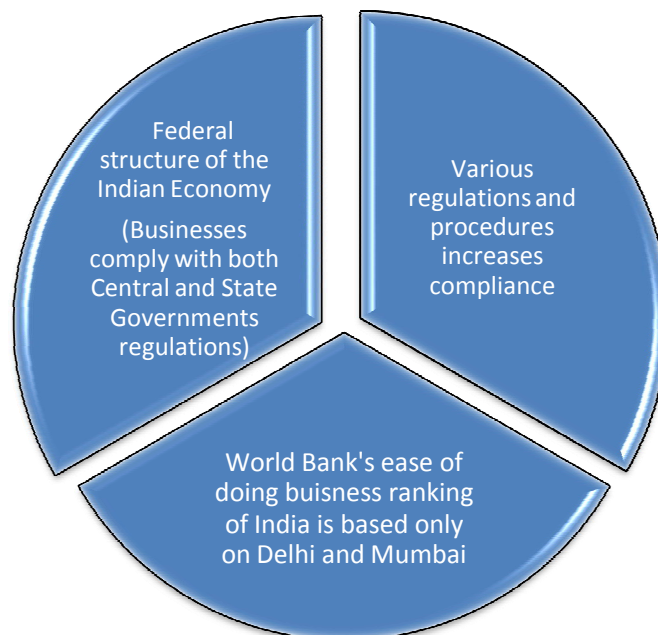 Federal
structure of the
Indian Economy
(Businesses
comply with both
Central and State
Governments
regulations)
Various
regulations and
procedures
increases
compliance
World Bank's ease of
doing buisness ranking
of India is based only
on Delhi and Mumbai